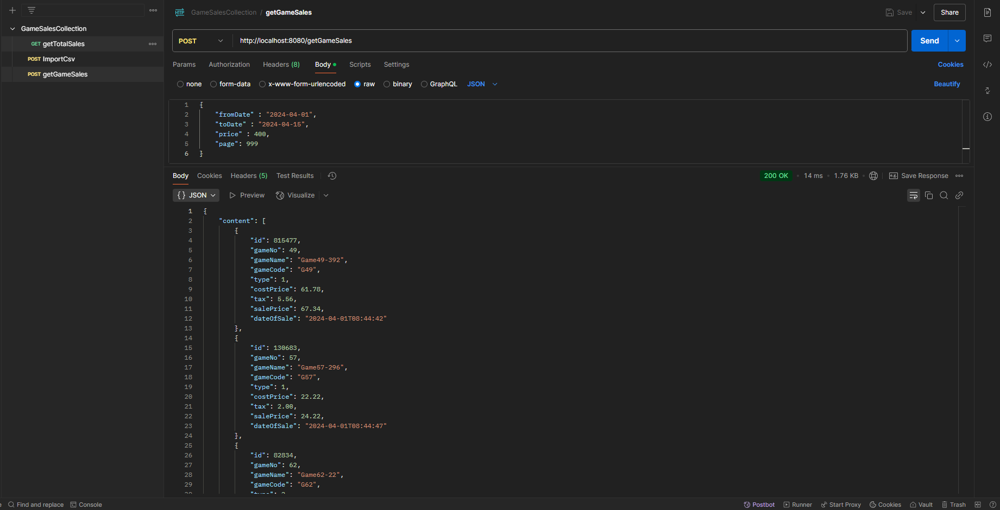 GameSalesCollection
GET getTotalSales
POST ImportCsv
POST getGameSales
HTTP GameSalesCollection / getGameSales
Save
Share
POST http://localhost:8080/getGameSales
Send
Params Authorization Headers (8) Body Scripts Settings Cookies
none form-data x-www-form-urlencoded raw binary GraphQL JSON Beautify
1 {
2 "fromDate" : "2024-04-01",
3 "toDate" : "2024-04-15",
4 "price" : 400,
5 "page": 999
6 }
Body Cookies Headers (5) Test Results 200 OK • 14 ms • 1.76 KB • e.g. Save Response
{ } JSON Preview Visualize
1 {
2 "content": [
3 {
4 "id": 815477,
5 "gameNo": 49,
6 "gameName": "Game49-392",
7 "gameCode": "G49",
8 "type": 1,
9 "costPrice": 61.78,
10 "tax": 5.56,
11 "salePrice": 67.34,
12 "dateOfSale": "2024-04-01T08:44:42"
13 },
14 {
15 "id": 130683,
16 "gameNo": 57,
17 "gameName": "Game57-296",
18 "gameCode": "G57",
19 "type": 1,
20 "costPrice": 22.22,
21 "tax": 2.00,
22 "salePrice": 24.22,
23 "dateOfSale": "2024-04-01T08:44:47"
24 },
25 {
26 "id": 82834,
27 "gameNo": 62,
28 "gameName": "Game62-22",
29 "gameCode": "G62",
Find and replace Console Postbot Runner Start Proxy Cookies Vault Trash